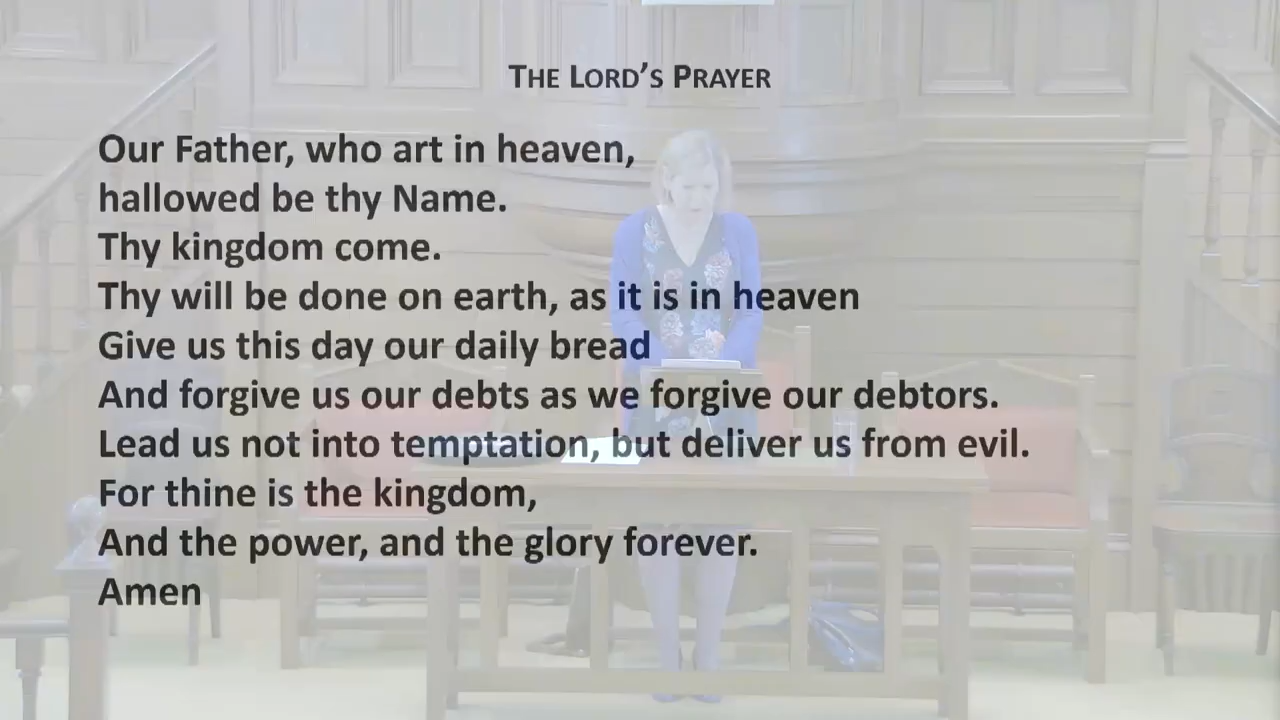 THE LORD'S PRAYER
Our Father, who art in heaven,
hallowed be thy Name.
Thy kingdom come.
Thy will be done on earth, as it is in heaven
Give us this day our daily bread
And forgive us our debts as we forgive our debtors.
Lead us not into temptation, but deliver us from evil.
For thine is the kingdom,
And the power, and the glory forever.
Amen